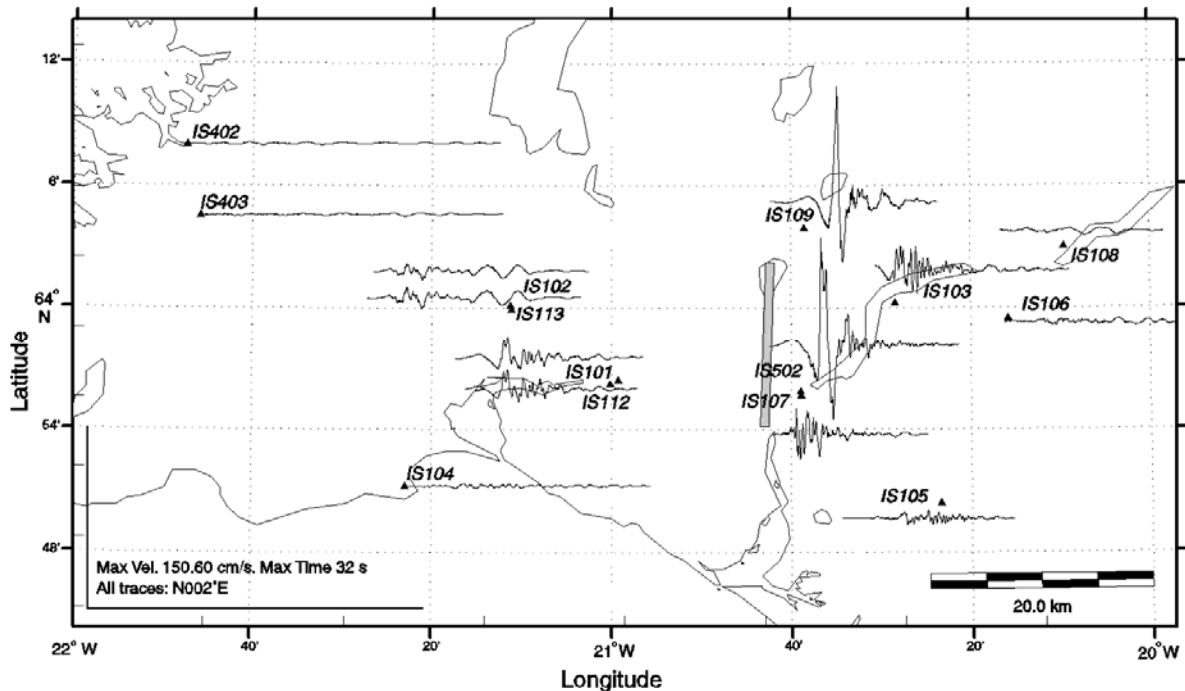 12'
IS402
6'
IS403
IS109
IS108
IS102
IS103
64°
N
IS113
IS106
IS101
IS502
IS112
IS107
Latitude
54'
IS104
IS105
48'
Max Vel. 150.60 cm/s. Max Time 32 s
All traces: N002°E
20.0 km
22° W
40'
20'
21° W
40'
20'
20° W
Longitude